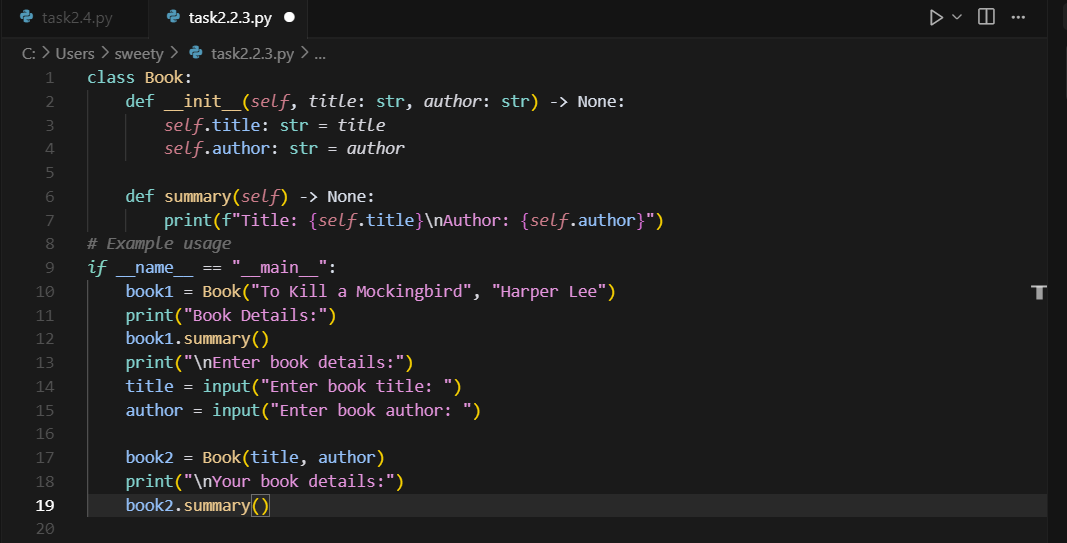 task2.4.py
task2.2.3.py
C: > Users > sweety > task2.2.3.py > ...
1 class Book:
2     def __init__(self, title: str, author: str) -> None:
3         self.title: str = title
4         self.author: str = author
5
6     def summary(self) -> None:
7         print(f"Title: {self.title}\nAuthor: {self.author}")
8 # Example usage
9 if __name__ == "__main__":
10     book1 = Book("To Kill a Mockingbird", "Harper Lee")
11     print("Book Details:")
12     book1.summary()
13     print("\nEnter book details:")
14     title = input("Enter book title: ")
15     author = input("Enter book author: ")
16
17     book2 = Book(title, author)
18     print("\nYour book details:")
19     book2.summary()
20